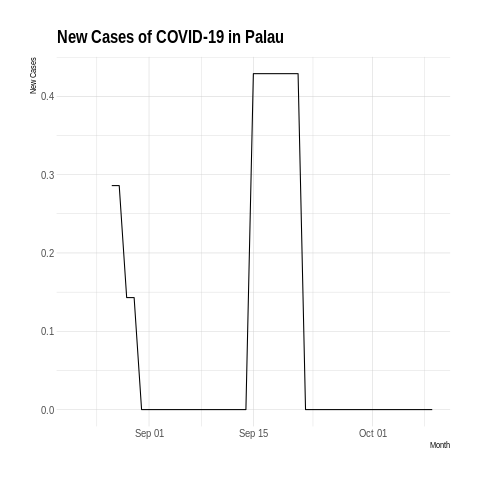 New Cases of COVID-19 in Palau
New Cases
0.4
0.3
0.2
0.1
0.0
Sep 01
Sep 15
Oct 01
Month